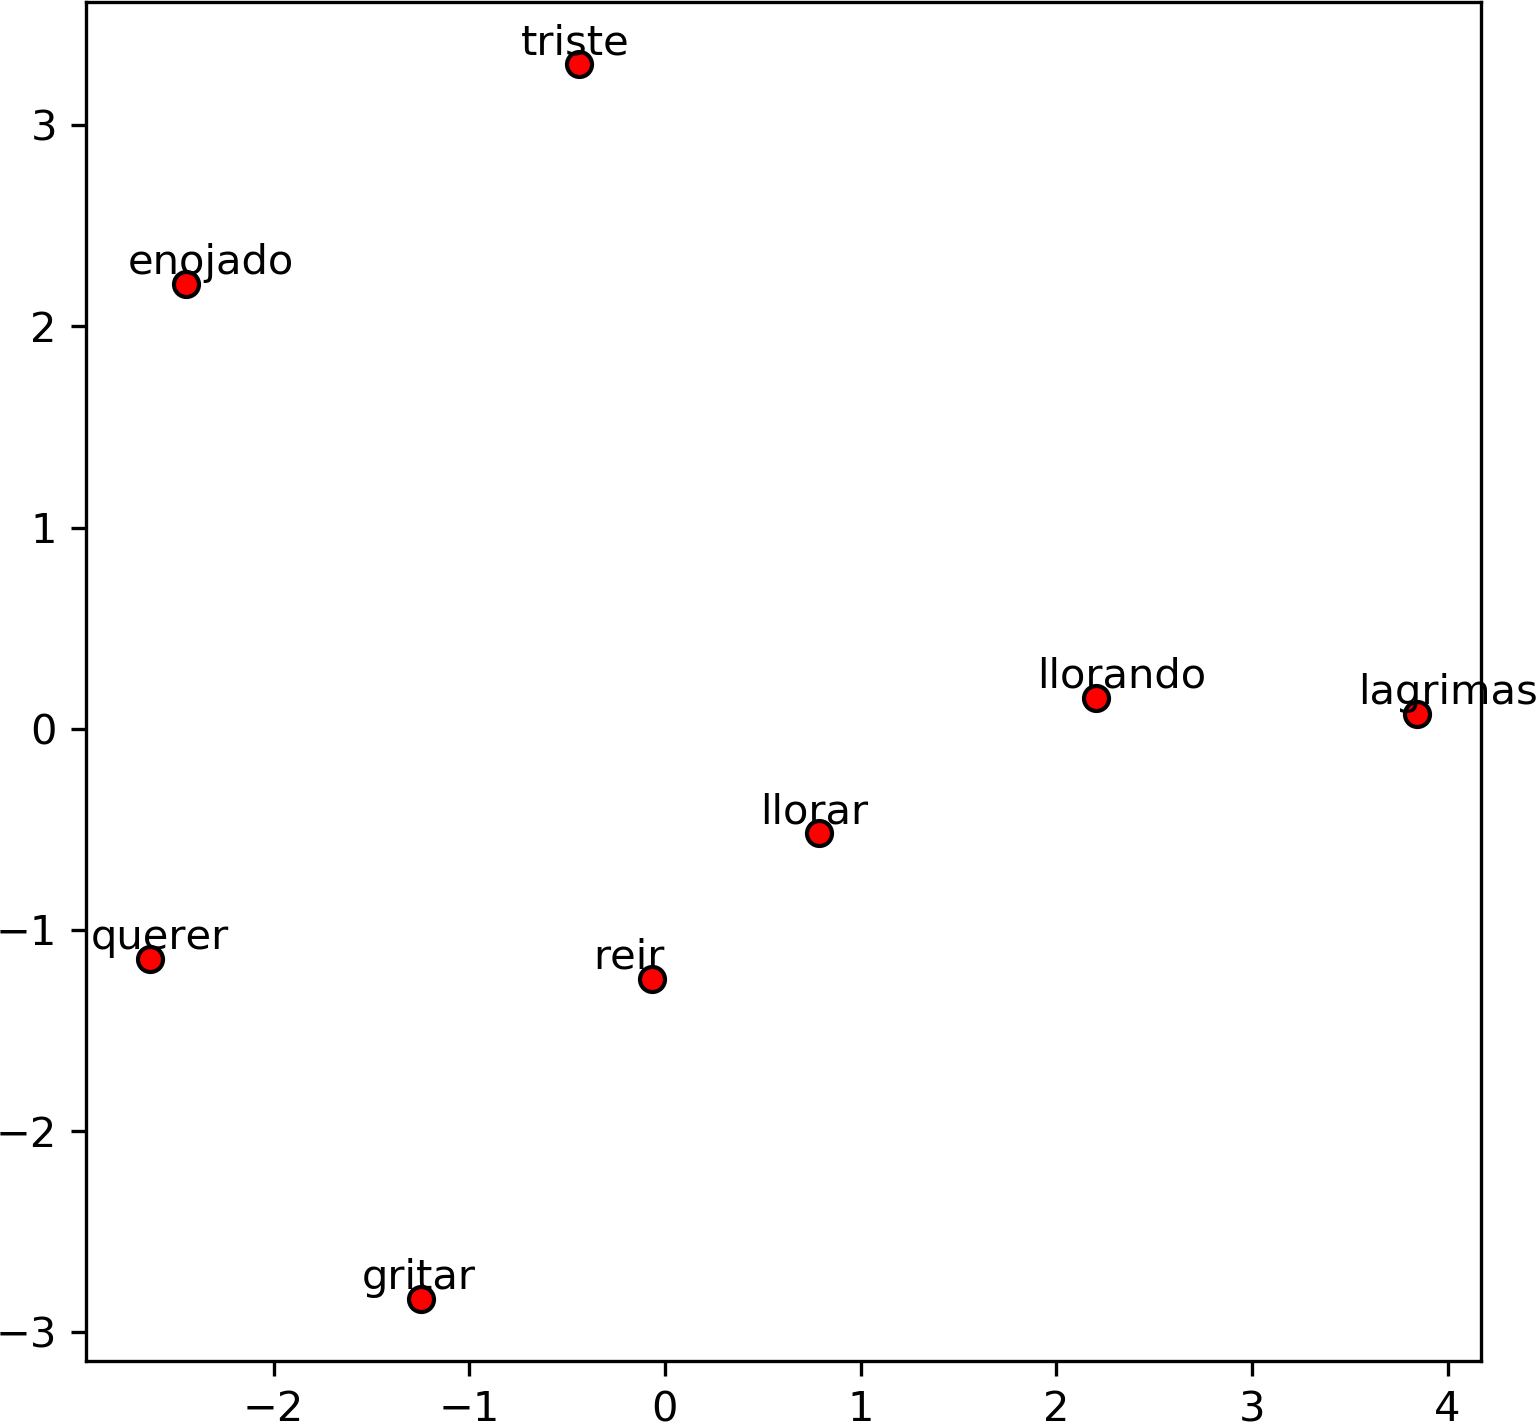 triste
3
enojado
2
1
llorando
lagrimas
0
llorar
−1
querer
reir
−2
gritar
−3
−2 −1 0 1 2 3 4